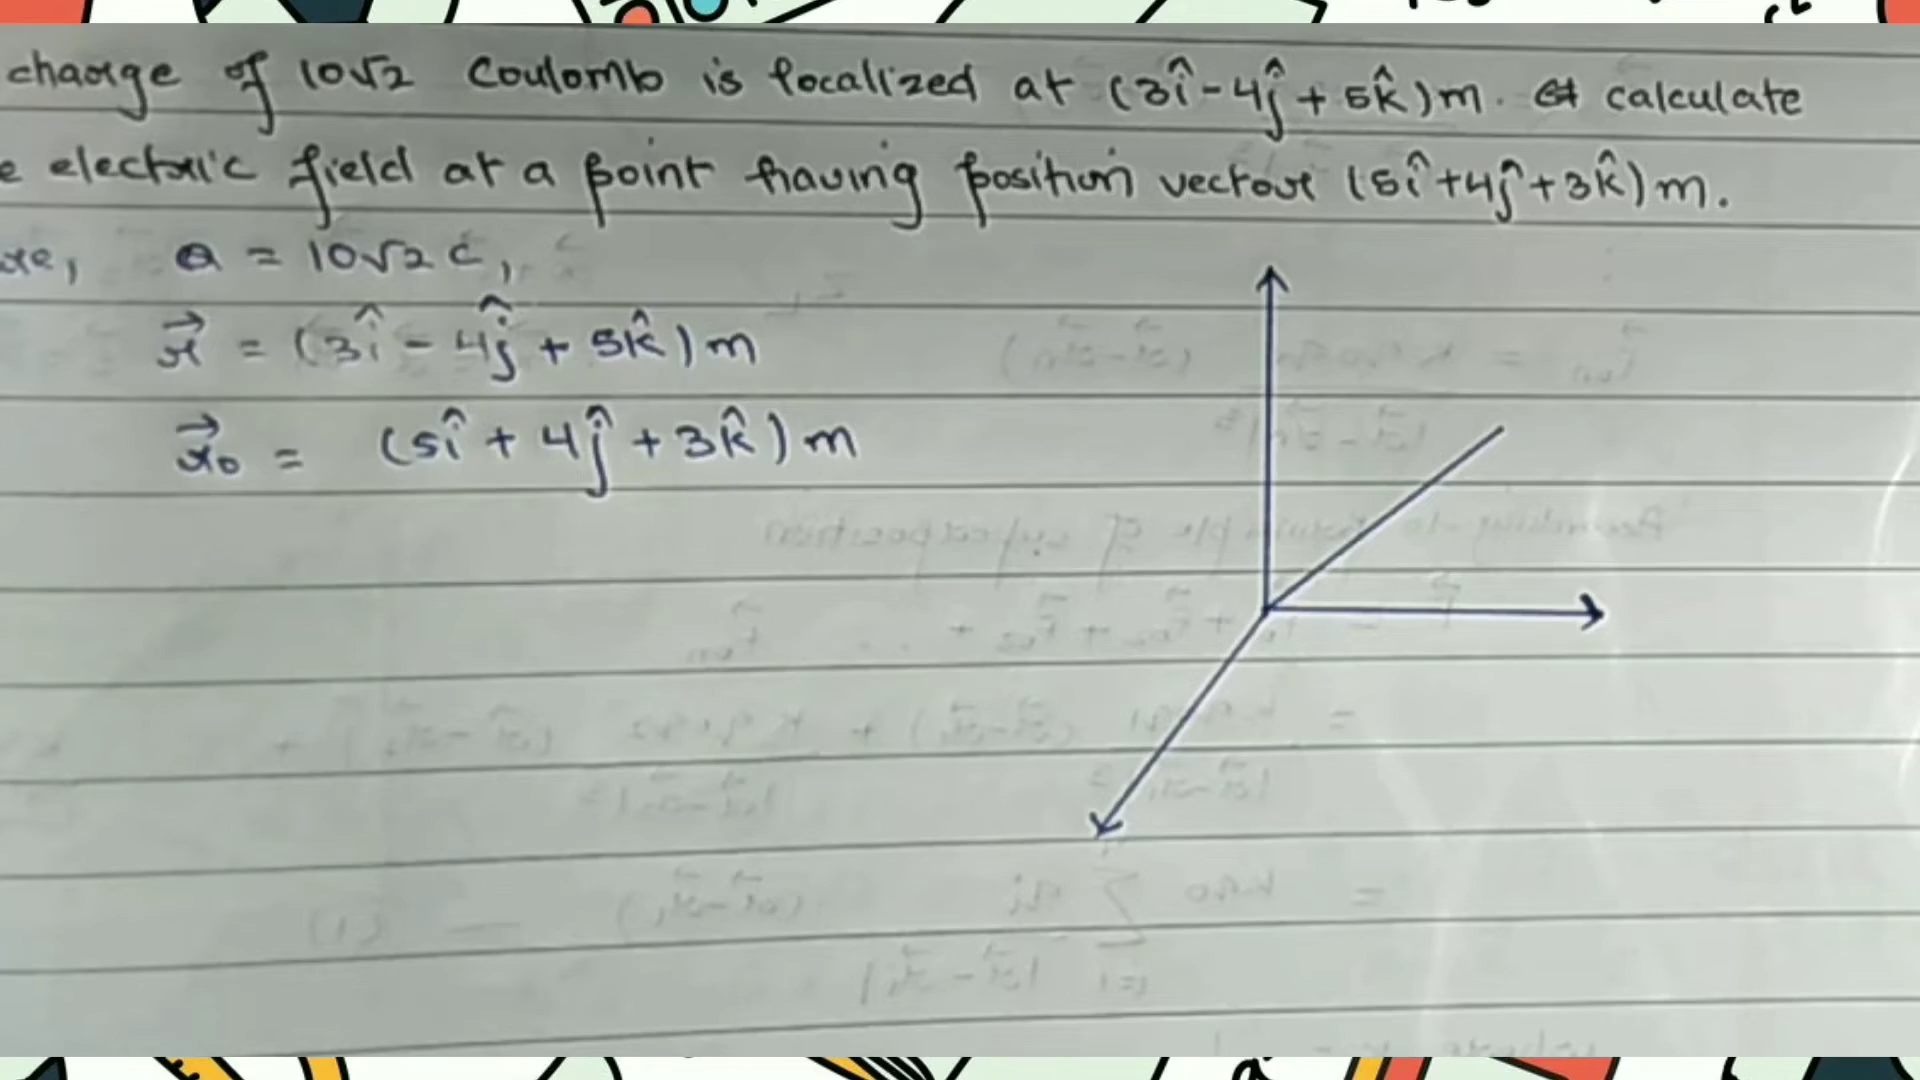 charge of 10√2 Coulomb is localized at (3î - 4ĵ + 5k̂)m. calculate
e electric field at a point having position vector (5î+4ĵ+3k̂)m.
Q = 10√2 C,
r⃗ = (3î - 4ĵ + 5k̂)m
r⃗₀ = (5î + 4ĵ + 3k̂)m